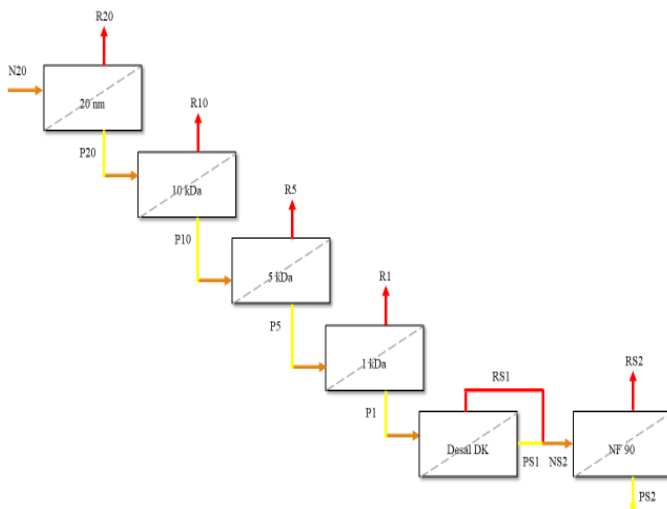 R20
N20
20 nm
R10
P20
10 kDa
R5
P10
5 kDa
R1
P5
1 kDa
RS1
RS2
P1
Desal DK
PS1
NS2
NF 90
PS2